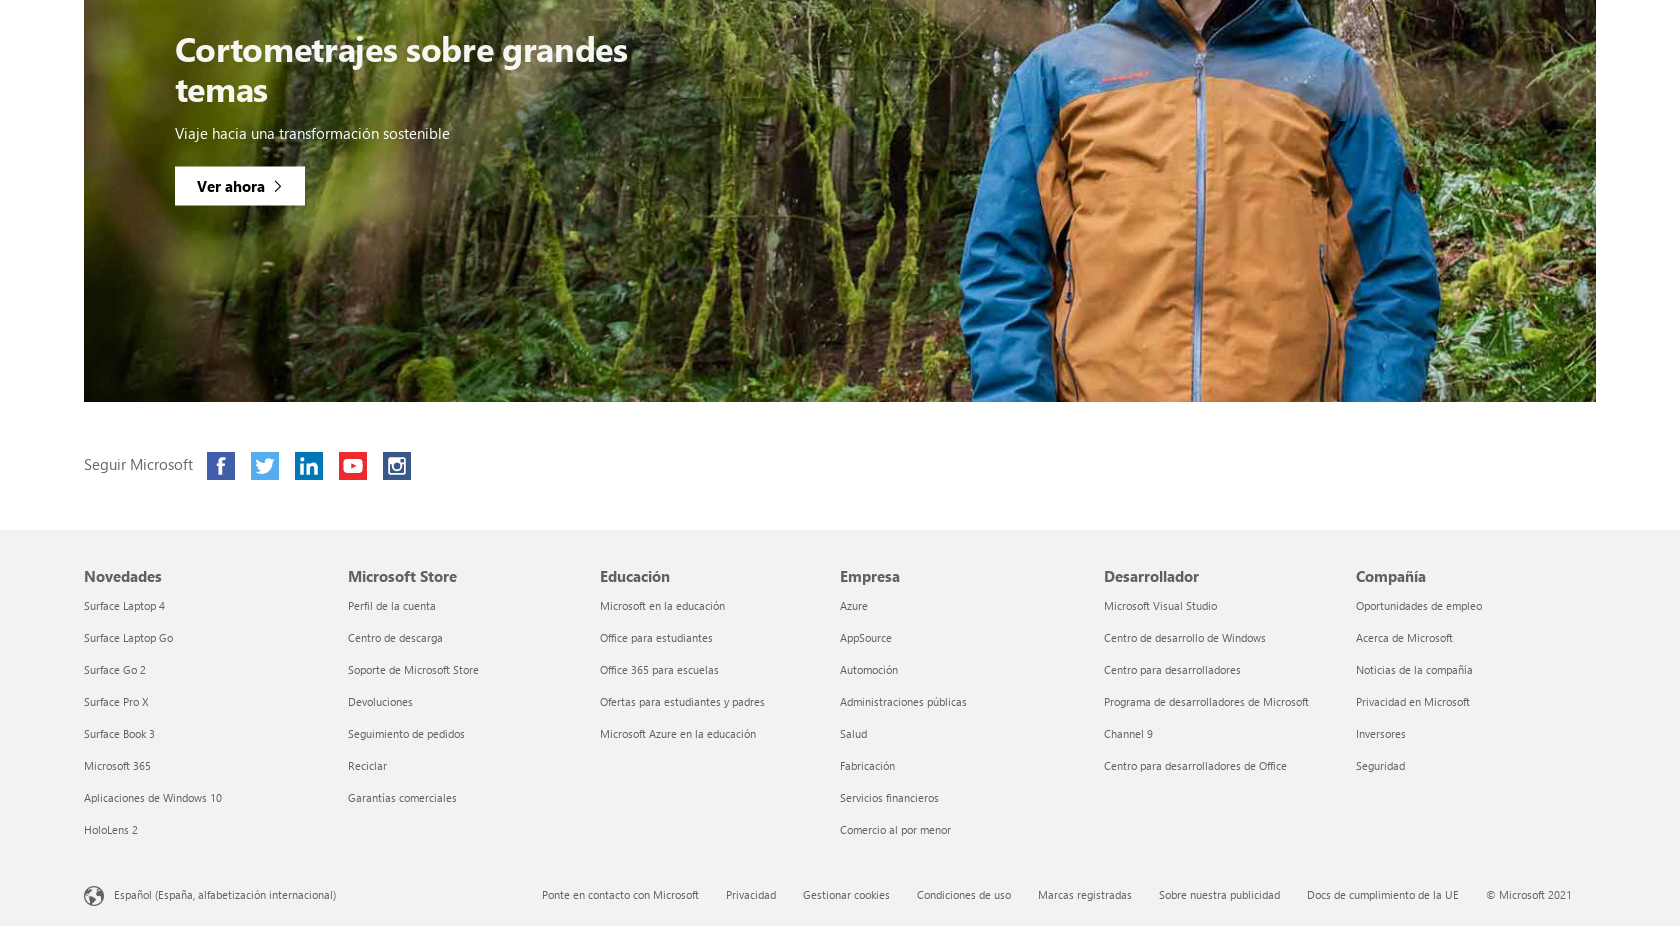 Cortometrajes sobre grandes
temas
Viaje hacia una transformación sostenible
Ver ahora
Seguir Microsoft
Novedades
Surface Laptop 4
Surface Laptop Go
Surface Go 2
Surface Pro X
Surface Book 3
Microsoft 365
Aplicaciones de Windows 10
HoloLens 2
Microsoft Store
Perfil de la cuenta
Centro de descarga
Soporte de Microsoft Store
Devoluciones
Seguimiento de pedidos
Reciclar
Garantías comerciales
Educación
Microsoft en la educación
Office para estudiantes
Office 365 para escuelas
Ofertas para estudiantes y padres
Microsoft Azure en la educación
Empresa
Azure
AppSource
Automoción
Administraciones públicas
Salud
Fabricación
Servicios financieros
Comercio al por menor
Desarrollador
Microsoft Visual Studio
Centro de desarrollo de Windows
Centro para desarrolladores
Programa de desarrolladores de Microsoft
Channel 9
Centro para desarrolladores de Office
Compañía
Oportunidades de empleo
Acerca de Microsoft
Noticias de la compañía
Privacidad en Microsoft
Inversores
Seguridad
Español (España, alfabetización internacional)
Ponte en contacto con Microsoft
Privacidad
Gestionar cookies
Condiciones de uso
Marcas registradas
Sobre nuestra publicidad
Docs de cumplimiento de la UE
© Microsoft 2021